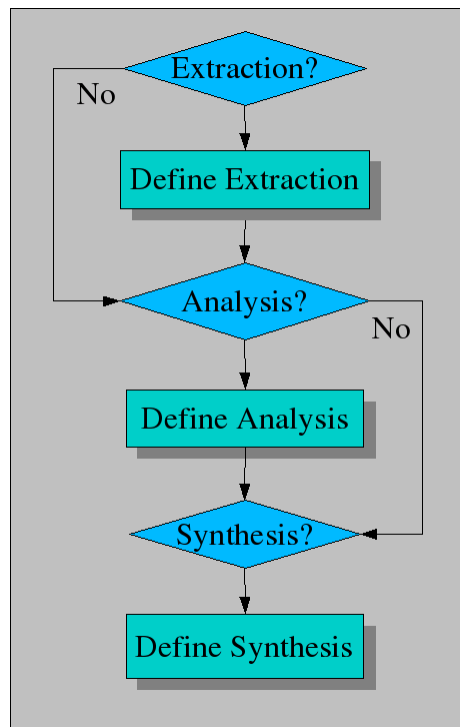 Extraction?
No
Define Extraction
Analysis?
No
Define Analysis
Synthesis?
Define Synthesis